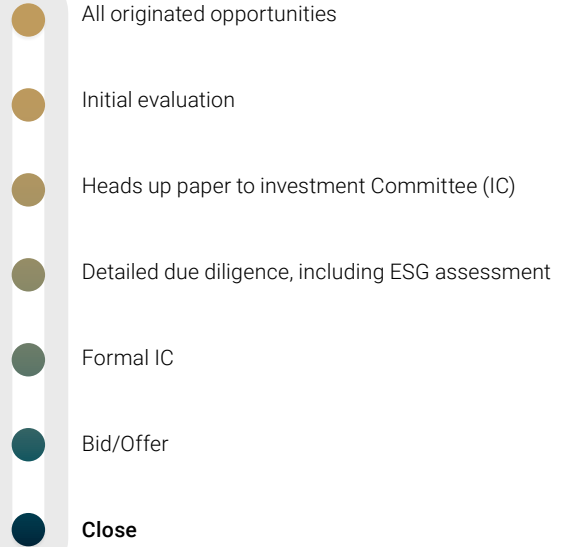 All originated opportunities
Initial evaluation
Heads up paper to investment Committee (IC)
Detailed due diligence, including ESG assessment
Formal IC
Bid/Offer
Close